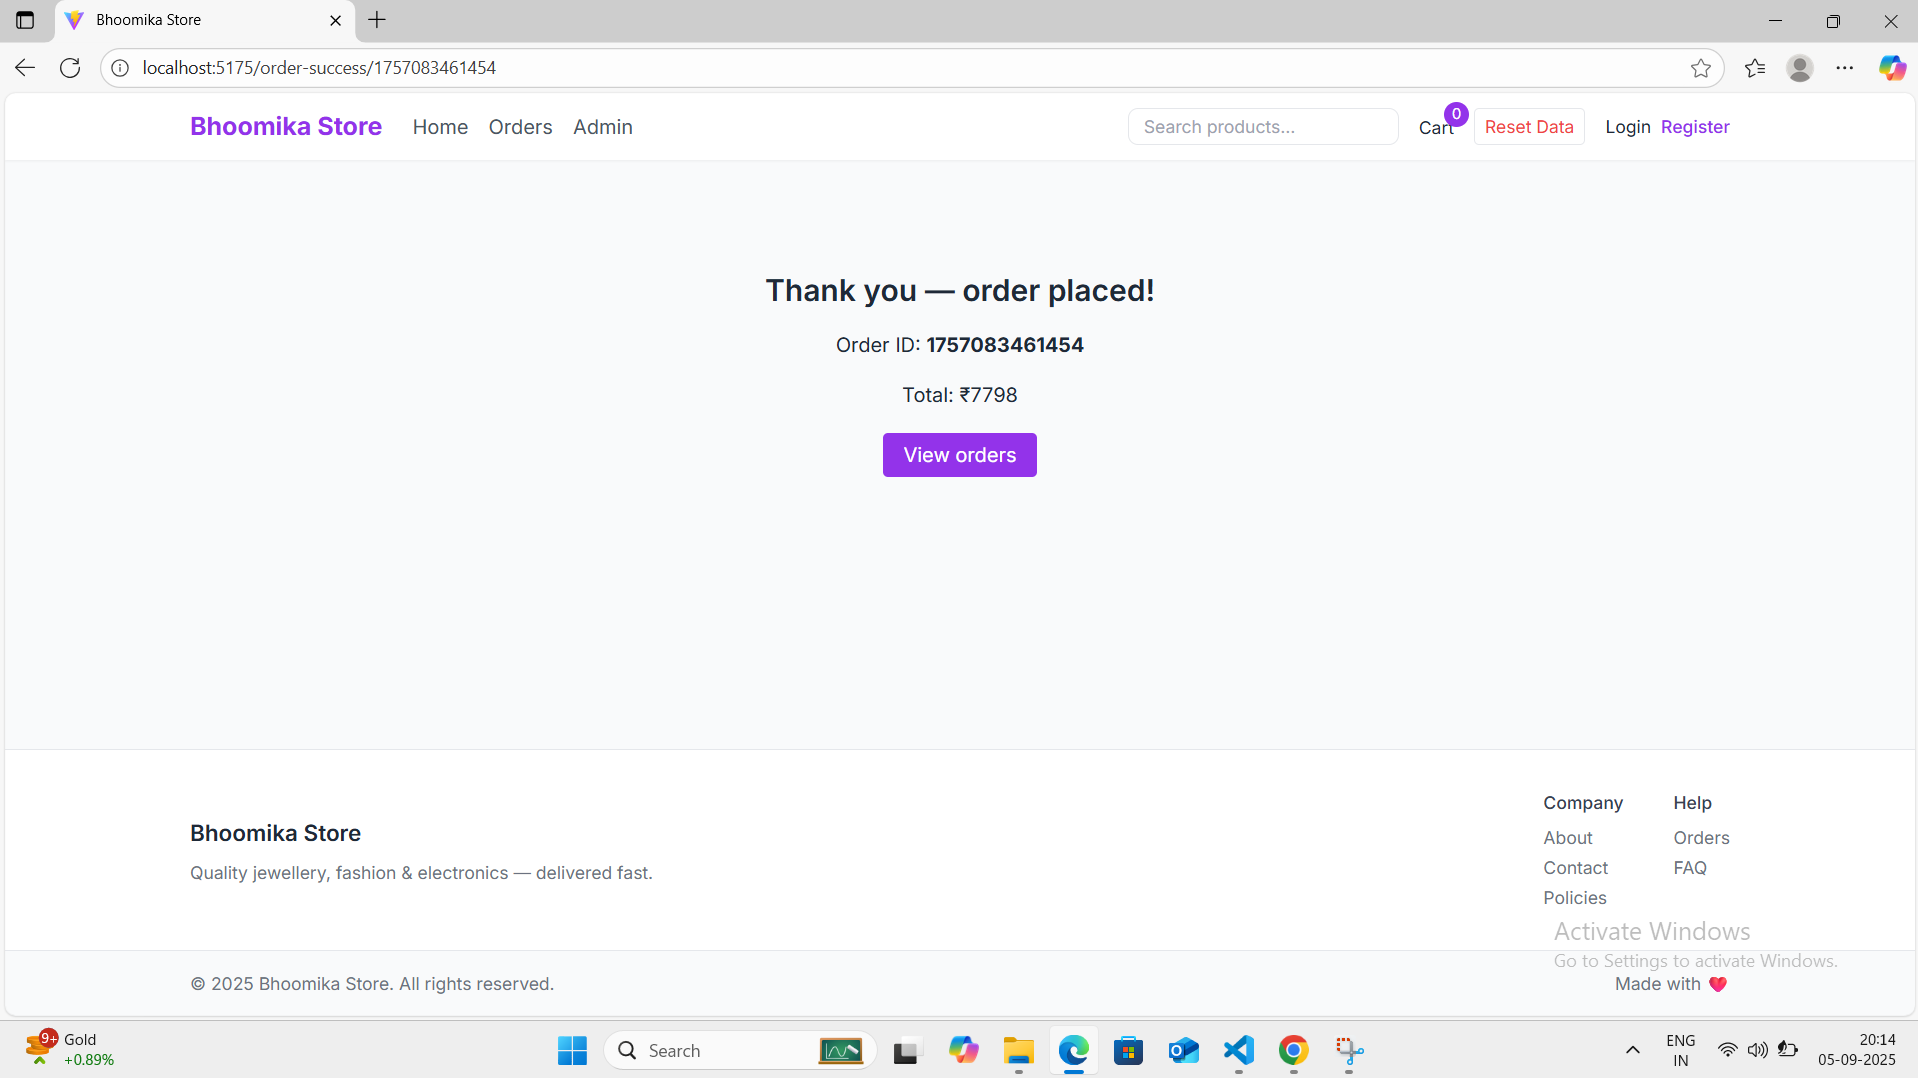 Bhoomika Store
localhost:5175/order-success/1757083461454
Bhoomika Store Home Orders Admin Search products... Cart 0 Reset Data Login Register
Thank you — order placed!
Order ID: 1757083461454
Total: ₹7798
View orders
Bhoomika Store
Quality jewellery, fashion & electronics — delivered fast.
Company
About
Contact
Policies
Help
Orders
FAQ
Activate Windows
Go to Settings to activate Windows.
© 2025 Bhoomika Store. All rights reserved.
Made with ❤️
9+ Gold
+0.89%
Search
ENG
IN
20:14
05-09-2025